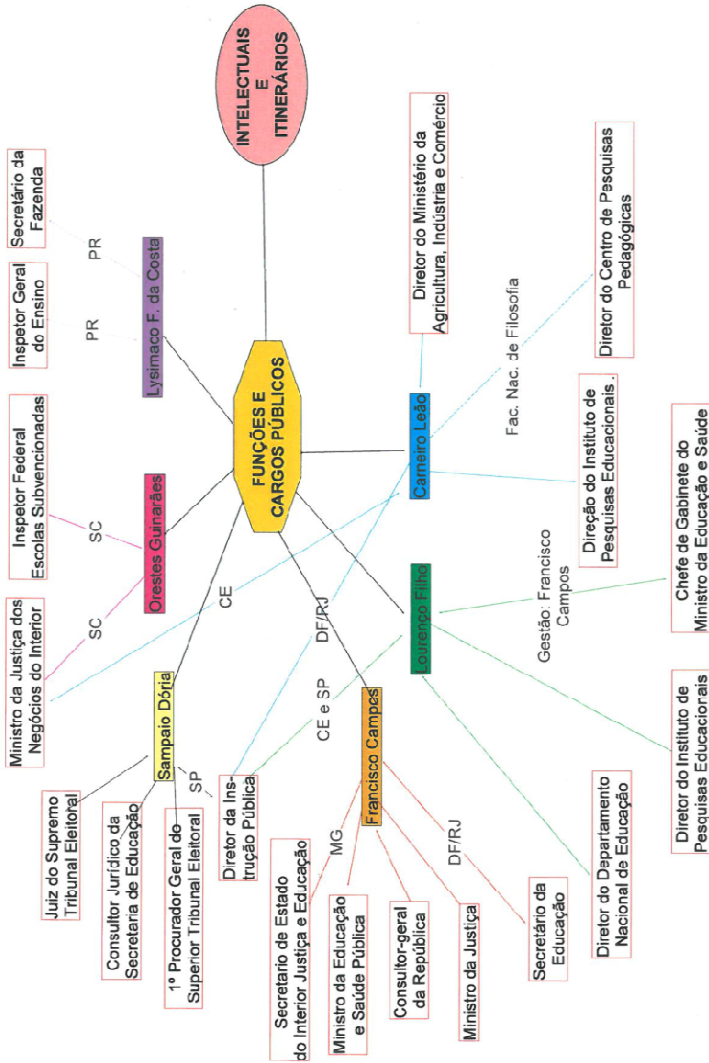 INTELECTUAIS
E
ITINERÁRIOS
FUNÇÕES E
CARGOS PÚBLICOS
Lysimaco F. da Costa
PR
Secretário da
Fazenda
PR
Inspetor Geral
do Ensino
Orestes Guinarães
SC
Inspetor Federal
Escolas Subvencionadas
SC
Ministro da Justiça dos
Negócios do Interior
CE
Sampaio Dória
Juiz do Supremo
Tribunal Eleitoral
Consultor Jurídico da
Secretaria de Educação
1º Procurador Geral do
Superior Tribunal Eleitoral
SP
Diretor da Ins-
trução Pública
DF/RJ
CE e SP
Francisco Campes
MG
Secretario de Estado
do Interior Justiça e Educação
Ministro da Educação
e Saúde Pública
Consultor-geral
da República
Ministro da Justiça
DF/RJ
Secretário da
Educação
Lourenço Filho
Diretor do Departamento
Nacional de Educação
Diretor do Instituto de
Pesquisas Educacionais
Gestão: Francisco
Campos
Chefe de Gabinete do
Ministro da Educação e Saúde
Carneiro Leão
Diretor do Ministério da
Agricultura, Indústria e Comércio
Fac. Nac. de Filosofia
Diretor do Centro de Pesquisas
Pedagógicas
Direção do Instituto de
Pesquisas Educacionais .